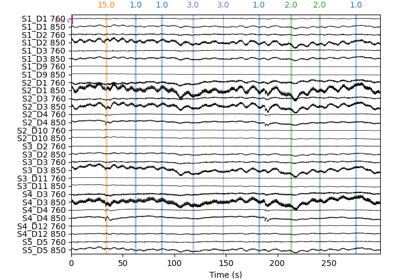 15.0 1.0 1.0 3.0 3.0 1.0 2.0 2.0 1.0
S1_D1 760
S1_D1 850
S1_D2 760
S1_D2 850
S1_D3 760
S1_D3 850
S1_D9 760
S1_D9 850
S2_D1 760
S2_D1 850
S2_D3 760
S2_D3 850
S2_D4 760
S2_D4 850
S2_D10 760
S2_D10 850
S3_D2 760
S3_D2 850
S3_D3 760
S3_D3 850
S3_D11 760
S3_D11 850
S4_D3 760
S4_D3 850
S4_D4 760
S4_D4 850
S4_D12 760
S4_D12 850
S5_D5 760
S5_D5 850
0 50 100 150 200 250
Time (s)